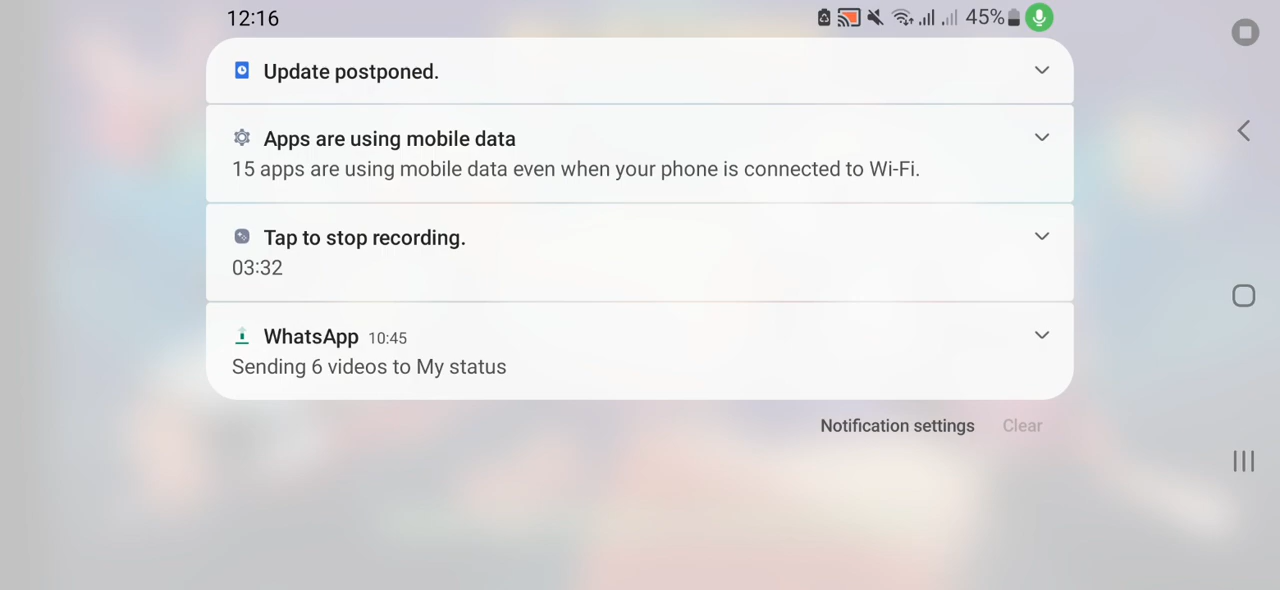 12:16 45%
Update postponed.
Apps are using mobile data
15 apps are using mobile data even when your phone is connected to Wi-Fi.
Tap to stop recording.
03:32
WhatsApp 10:45
Sending 6 videos to My status
Notification settings Clear